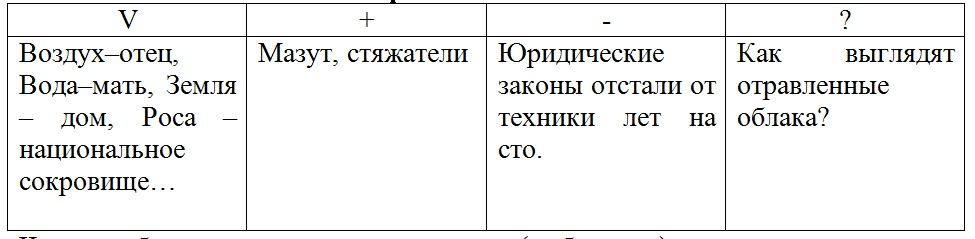 V + - ?
Воздух–отец,
Вода–мать, Земля
– дом, Роса –
национальное
сокровище…
Мазут, стяжатели
Юридические
законы отстали от
техники лет на
сто.
Как выглядят
отравленные
облака?